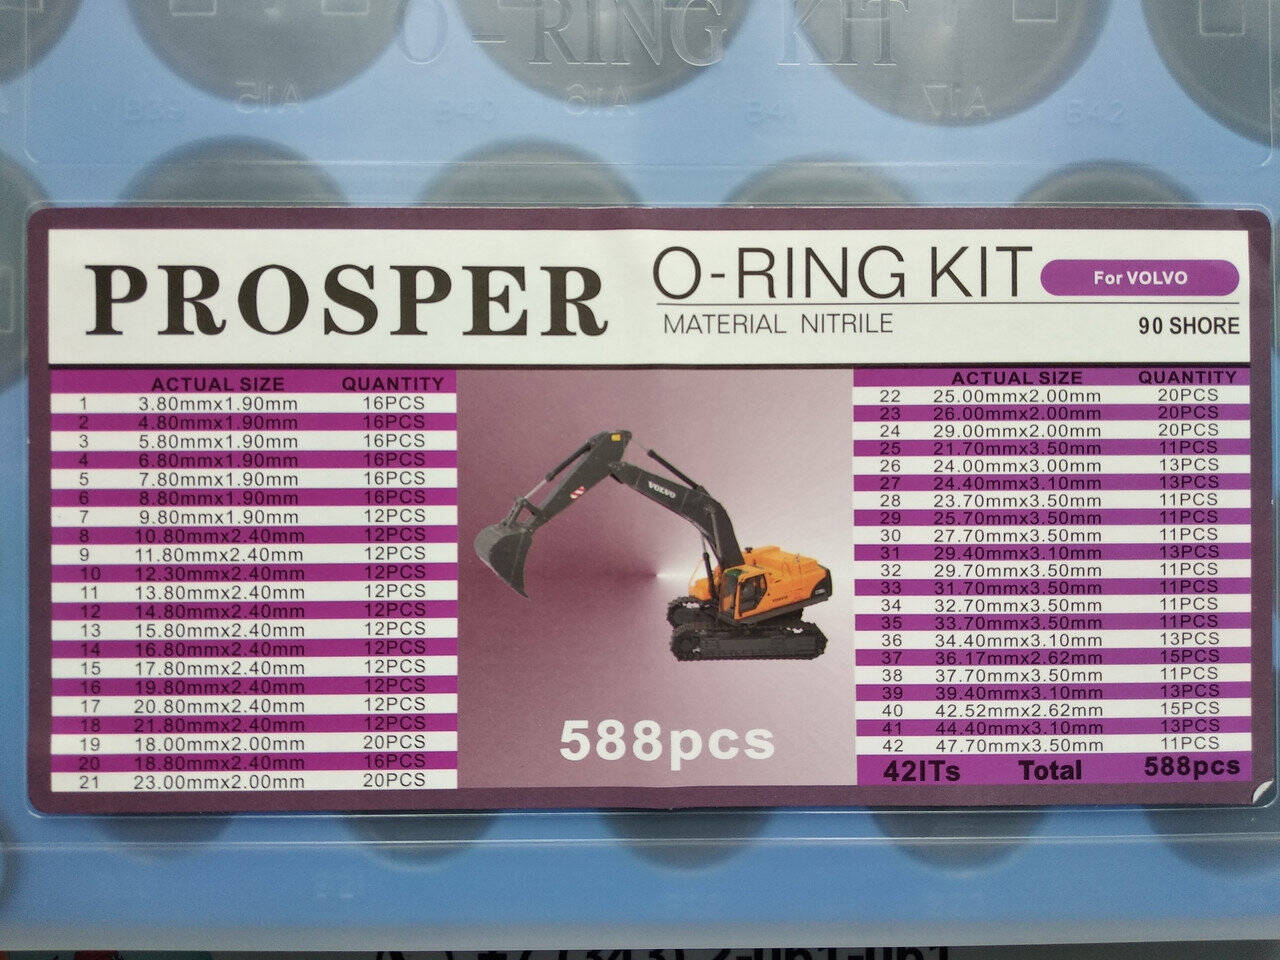 O-RING KIT
B39 A15 B40 A16 B41 A17 B42
PROSPER
O-RING KIT
For VOLVO
MATERIAL NITRILE
90 SHORE
ACTUAL SIZE QUANTITY
1 3.80mmx1.90mm 16PCS
2 4.80mmx1.90mm 16PCS
3 5.80mmx1.90mm 16PCS
4 6.80mmx1.90mm 16PCS
5 7.80mmx1.90mm 16PCS
6 8.80mmx1.90mm 16PCS
7 9.80mmx1.90mm 12PCS
8 10.80mmx2.40mm 12PCS
9 11.80mmx2.40mm 12PCS
10 12.30mmx2.40mm 12PCS
11 13.80mmx2.40mm 12PCS
12 14.80mmx2.40mm 12PCS
13 15.80mmx2.40mm 12PCS
14 16.80mmx2.40mm 12PCS
15 17.80mmx2.40mm 12PCS
16 19.80mmx2.40mm 12PCS
17 20.80mmx2.40mm 12PCS
18 21.80mmx2.40mm 12PCS
19 18.00mmx2.00mm 20PCS
20 18.80mmx2.40mm 16PCS
21 23.00mmx2.00mm 20PCS
VOLVO
588pcs
ACTUAL SIZE QUANTITY
22 25.00mmx2.00mm 20PCS
23 26.00mmx2.00mm 20PCS
24 29.00mmx2.00mm 20PCS
25 21.70mmx3.50mm 11PCS
26 24.00mmx3.00mm 13PCS
27 24.40mmx3.10mm 13PCS
28 23.70mmx3.50mm 11PCS
29 25.70mmx3.50mm 11PCS
30 27.70mmx3.50mm 11PCS
31 29.40mmx3.10mm 13PCS
32 29.70mmx3.50mm 11PCS
33 31.70mmx3.50mm 11PCS
34 32.70mmx3.50mm 11PCS
35 33.70mmx3.50mm 11PCS
36 34.40mmx3.10mm 13PCS
37 36.17mmx2.62mm 15PCS
38 37.70mmx3.50mm 11PCS
39 39.40mmx3.10mm 13PCS
40 42.52mmx2.62mm 15PCS
41 44.40mmx3.10mm 13PCS
42 47.70mmx3.50mm 11PCS
42ITs Total 588pcs